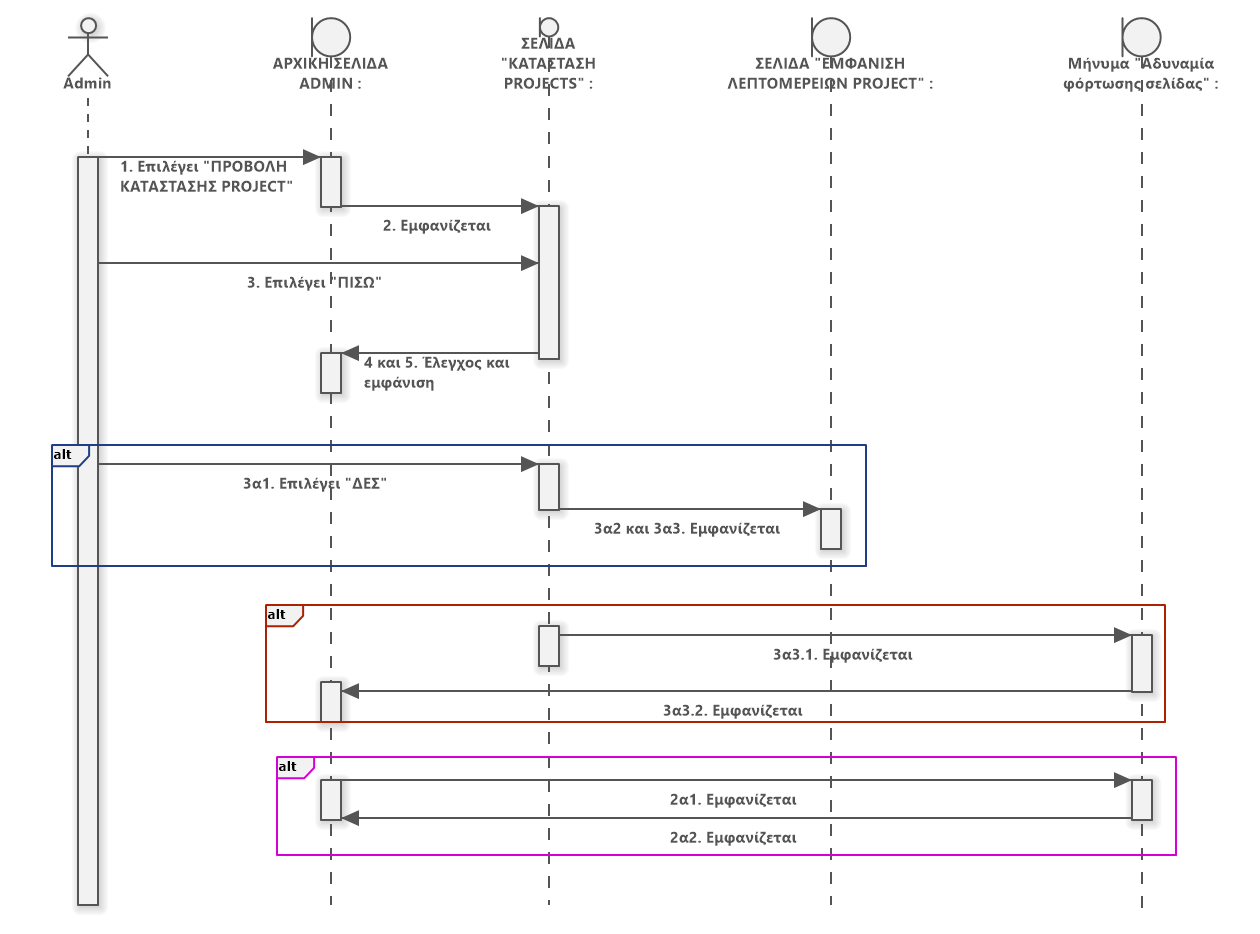 Admin
ΑΡΧΙΚΗ ΣΕΛΙΔΑ
ADMIN :
ΣΕΛΙΔΑ
"ΚΑΤΑΣΤΑΣΗ
PROJECTS" :
ΣΕΛΙΔΑ "ΕΜΦΑΝΙΣΗ
ΛΕΠΤΟΜΕΡΕΙΩΝ PROJECT" :
Μήνυμα "Αδυναμία
φόρτωσης σελίδας" :
1. Επιλέγει "ΠΡΟΒΟΛΗ
ΚΑΤΑΣΤΑΣΗΣ PROJECT"
2. Εμφανίζεται
3. Επιλέγει "ΠΙΣΩ"
4 και 5. Έλεγχος και
εμφάνιση
alt
3α1. Επιλέγει "ΔΕΣ"
3α2 και 3α3. Εμφανίζεται
alt
3α3.1. Εμφανίζεται
3α3.2. Εμφανίζεται
alt
2α1. Εμφανίζεται
2α2. Εμφανίζεται